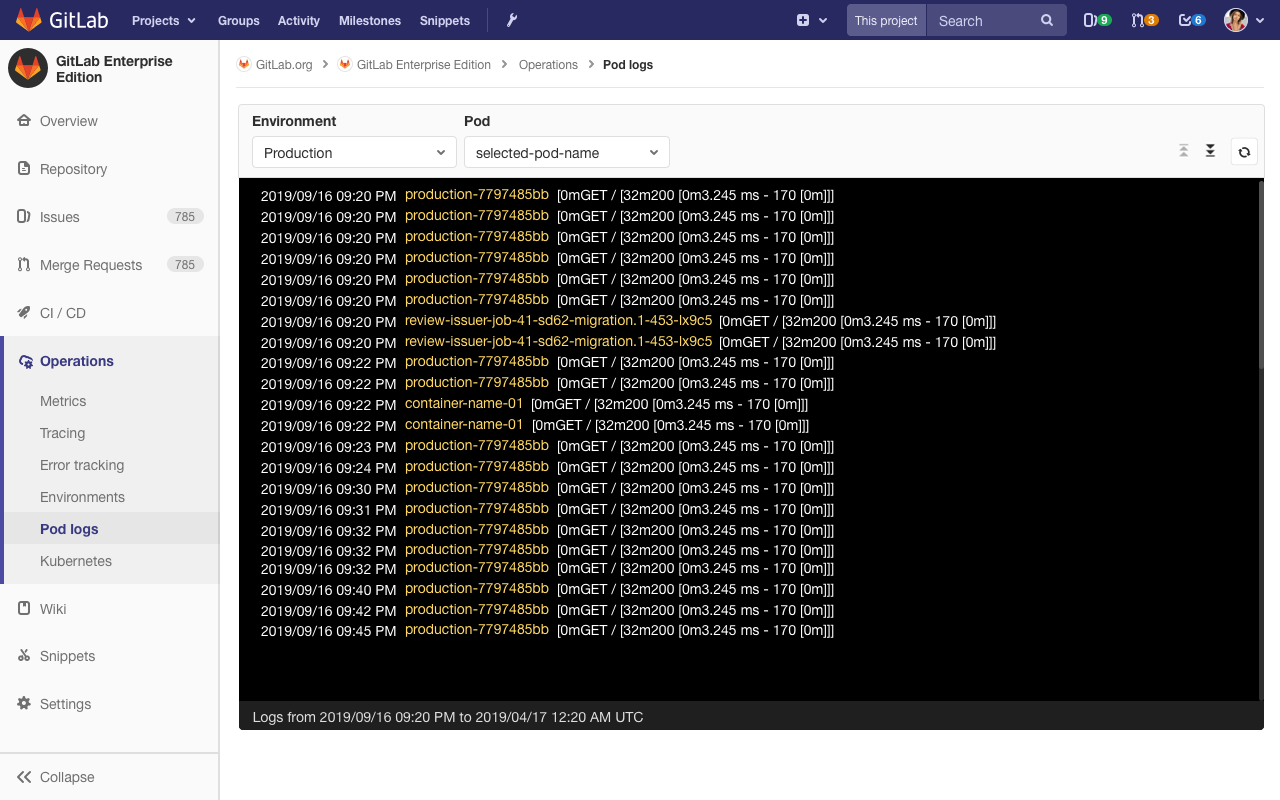 GitLab Projects Groups Activity Milestones Snippets This project Search 9 3 6
GitLab Enterprise
Edition
GitLab.org GitLab Enterprise Edition Operations Pod logs
Overview
Repository
Issues 785
Merge Requests 785
CI / CD
Operations
Metrics
Tracing
Error tracking
Environments
Pod logs
Kubernetes
Wiki
Snippets
Settings
Collapse
Environment Pod
Production selected-pod-name
2019/09/16 09:20 PM production-7797485bb [0mGET / [32m200 [0m3.245 ms - 170 [0m]]]
2019/09/16 09:20 PM production-7797485bb [0mGET / [32m200 [0m3.245 ms - 170 [0m]]]
2019/09/16 09:20 PM production-7797485bb [0mGET / [32m200 [0m3.245 ms - 170 [0m]]]
2019/09/16 09:20 PM production-7797485bb [0mGET / [32m200 [0m3.245 ms - 170 [0m]]]
2019/09/16 09:20 PM production-7797485bb [0mGET / [32m200 [0m3.245 ms - 170 [0m]]]
2019/09/16 09:20 PM production-7797485bb [0mGET / [32m200 [0m3.245 ms - 170 [0m]]]
2019/09/16 09:20 PM review-issuer-job-41-sd62-migration.1-453-lx9c5 [0mGET / [32m200 [0m3.245 ms - 170 [0m]]]
2019/09/16 09:20 PM review-issuer-job-41-sd62-migration.1-453-lx9c5 [0mGET / [32m200 [0m3.245 ms - 170 [0m]]]
2019/09/16 09:22 PM production-7797485bb [0mGET / [32m200 [0m3.245 ms - 170 [0m]]]
2019/09/16 09:22 PM production-7797485bb [0mGET / [32m200 [0m3.245 ms - 170 [0m]]]
2019/09/16 09:22 PM container-name-01 [0mGET / [32m200 [0m3.245 ms - 170 [0m]]]
2019/09/16 09:22 PM container-name-01 [0mGET / [32m200 [0m3.245 ms - 170 [0m]]]
2019/09/16 09:23 PM production-7797485bb [0mGET / [32m200 [0m3.245 ms - 170 [0m]]]
2019/09/16 09:24 PM production-7797485bb [0mGET / [32m200 [0m3.245 ms - 170 [0m]]]
2019/09/16 09:30 PM production-7797485bb [0mGET / [32m200 [0m3.245 ms - 170 [0m]]]
2019/09/16 09:31 PM production-7797485bb [0mGET / [32m200 [0m3.245 ms - 170 [0m]]]
2019/09/16 09:32 PM production-7797485bb [0mGET / [32m200 [0m3.245 ms - 170 [0m]]]
2019/09/16 09:32 PM production-7797485bb [0mGET / [32m200 [0m3.245 ms - 170 [0m]]]
2019/09/16 09:32 PM production-7797485bb [0mGET / [32m200 [0m3.245 ms - 170 [0m]]]
2019/09/16 09:40 PM production-7797485bb [0mGET / [32m200 [0m3.245 ms - 170 [0m]]]
2019/09/16 09:42 PM production-7797485bb [0mGET / [32m200 [0m3.245 ms - 170 [0m]]]
2019/09/16 09:45 PM production-7797485bb [0mGET / [32m200 [0m3.245 ms - 170 [0m]]]
Logs from 2019/09/16 09:20 PM to 2019/04/17 12:20 AM UTC